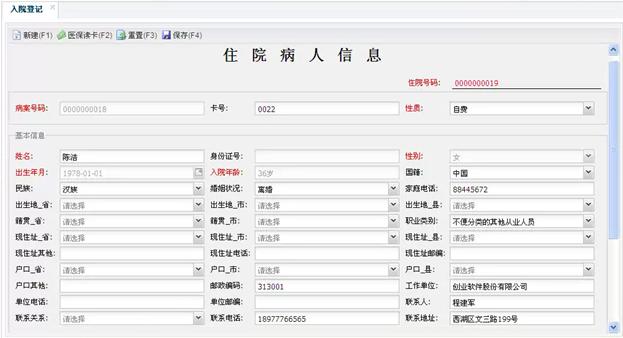 入院登记
新建(F1) 医保读卡(F2) 重置(F3) 保存(F4)
住院病人信息
住院号码: 0000000019
病案号码: 0000000018 卡号: 0022 性质: 自费
基本信息
姓名: 陈洁 身份证号: 性别: 女
出生年月: 1978-01-01 入院年龄: 36岁 国籍: 中国
民族: 汉族 婚姻状况: 离婚 家庭电话: 88445672
出生地_省: 请选择 出生地_市: 请选择 出生地_县: 请选择
籍贯_省: 请选择 籍贯_市: 请选择 职业类别: 不便分类的其他从业人员
现住址_省: 请选择 现住址_市: 请选择 现住址_县: 请选择
现住址其他: 现住址电话: 现住址邮编:
户口_省: 请选择 户口_市: 请选择 户口_县: 请选择
户口其他: 邮政编码: 313001 工作单位: 创业软件股份有限公司
单位电话: 单位邮编: 联系人: 程建军
联系关系: 请选择 联系电话: 18977766565 联系地址: 西湖区文三路199号